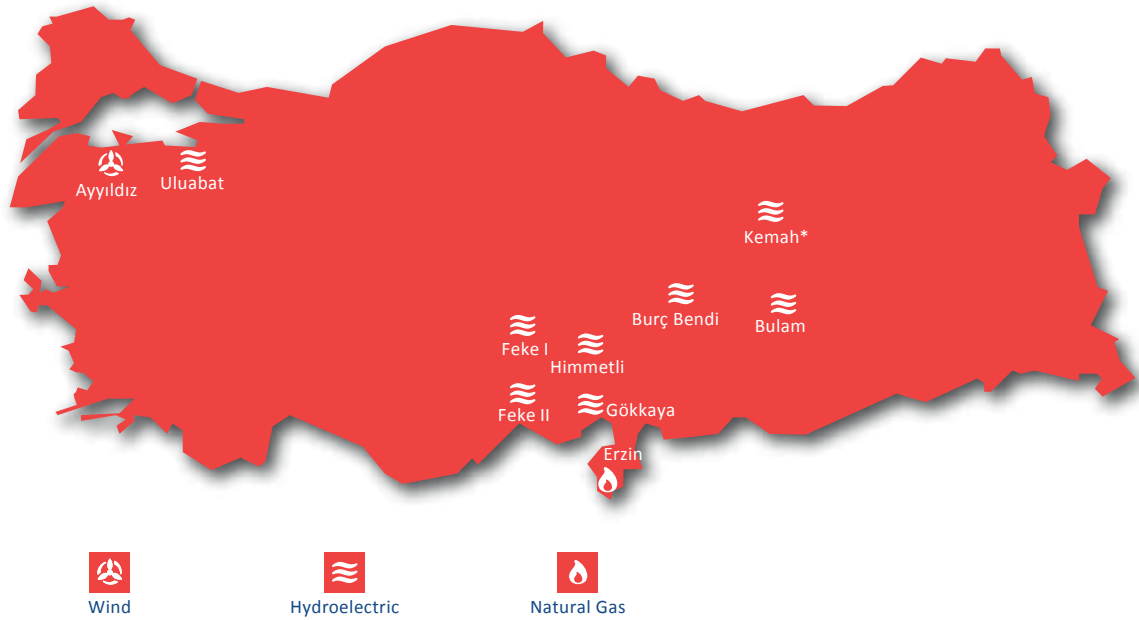 Ayyıldız
Uluabat
Kemah*
Burç Bendi
Bulam
Feke I
Himmetli
Feke II
Gökkaya
Erzin
Wind
Hydroelectric
Natural Gas